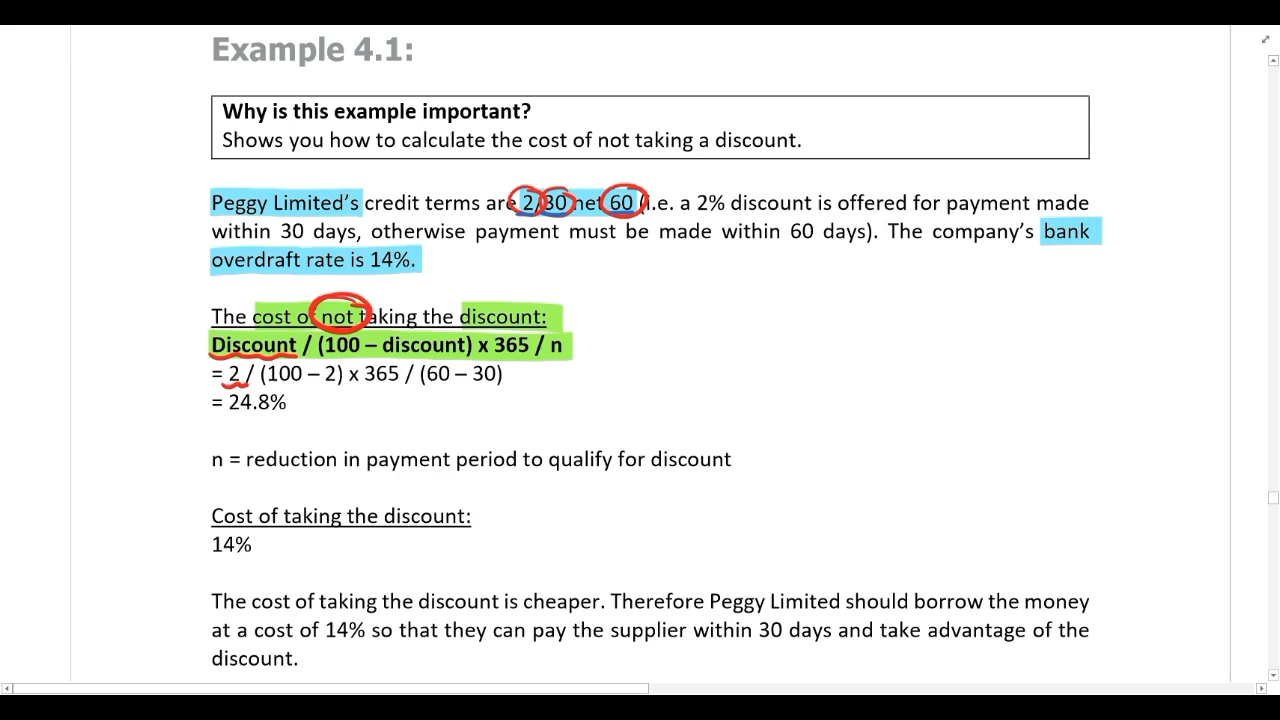 Example 4.1:
Why is this example important?
Shows you how to calculate the cost of not taking a discount.
Peggy Limited's credit terms are 2/30 net 60 (i.e. a 2% discount is offered for payment made
within 30 days, otherwise payment must be made within 60 days). The company's bank
overdraft rate is 14%.
The cost of not taking the discount:
Discount / (100 – discount) x 365 / n
= 2 / (100 – 2) x 365 / (60 – 30)
= 24.8%
n = reduction in payment period to qualify for discount
Cost of taking the discount:
14%
The cost of taking the discount is cheaper. Therefore Peggy Limited should borrow the money
at a cost of 14% so that they can pay the supplier within 30 days and take advantage of the
discount.